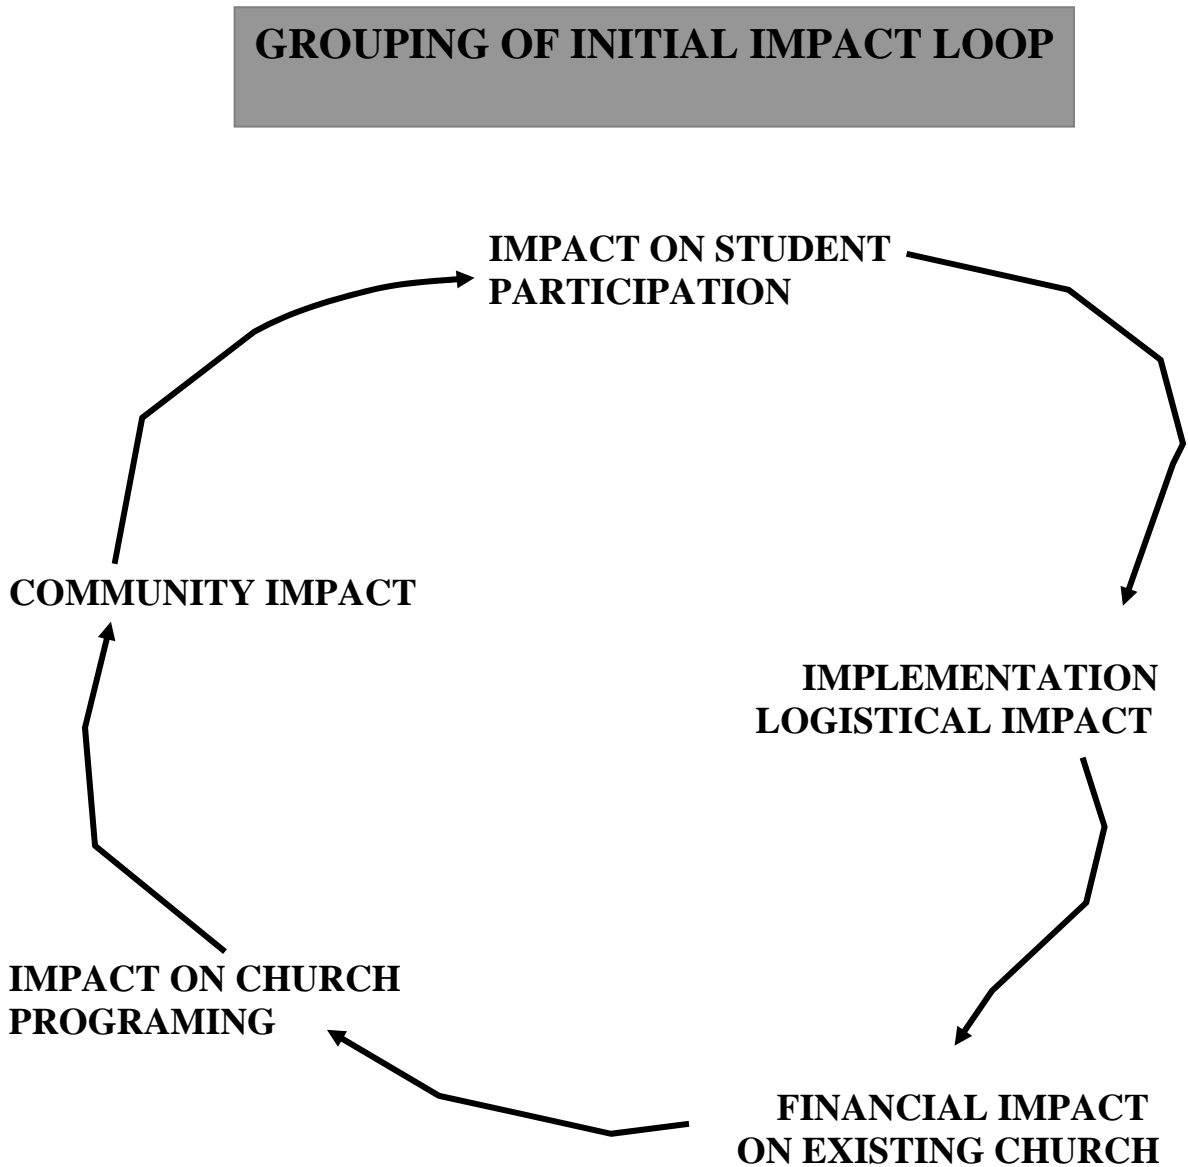 GROUPING OF INITIAL IMPACT LOOP
IMPACT ON STUDENT
PARTICIPATION
IMPLEMENTATION
LOGISTICAL IMPACT
FINANCIAL IMPACT
ON EXISTING CHURCH
IMPACT ON CHURCH
PROGRAMING
COMMUNITY IMPACT